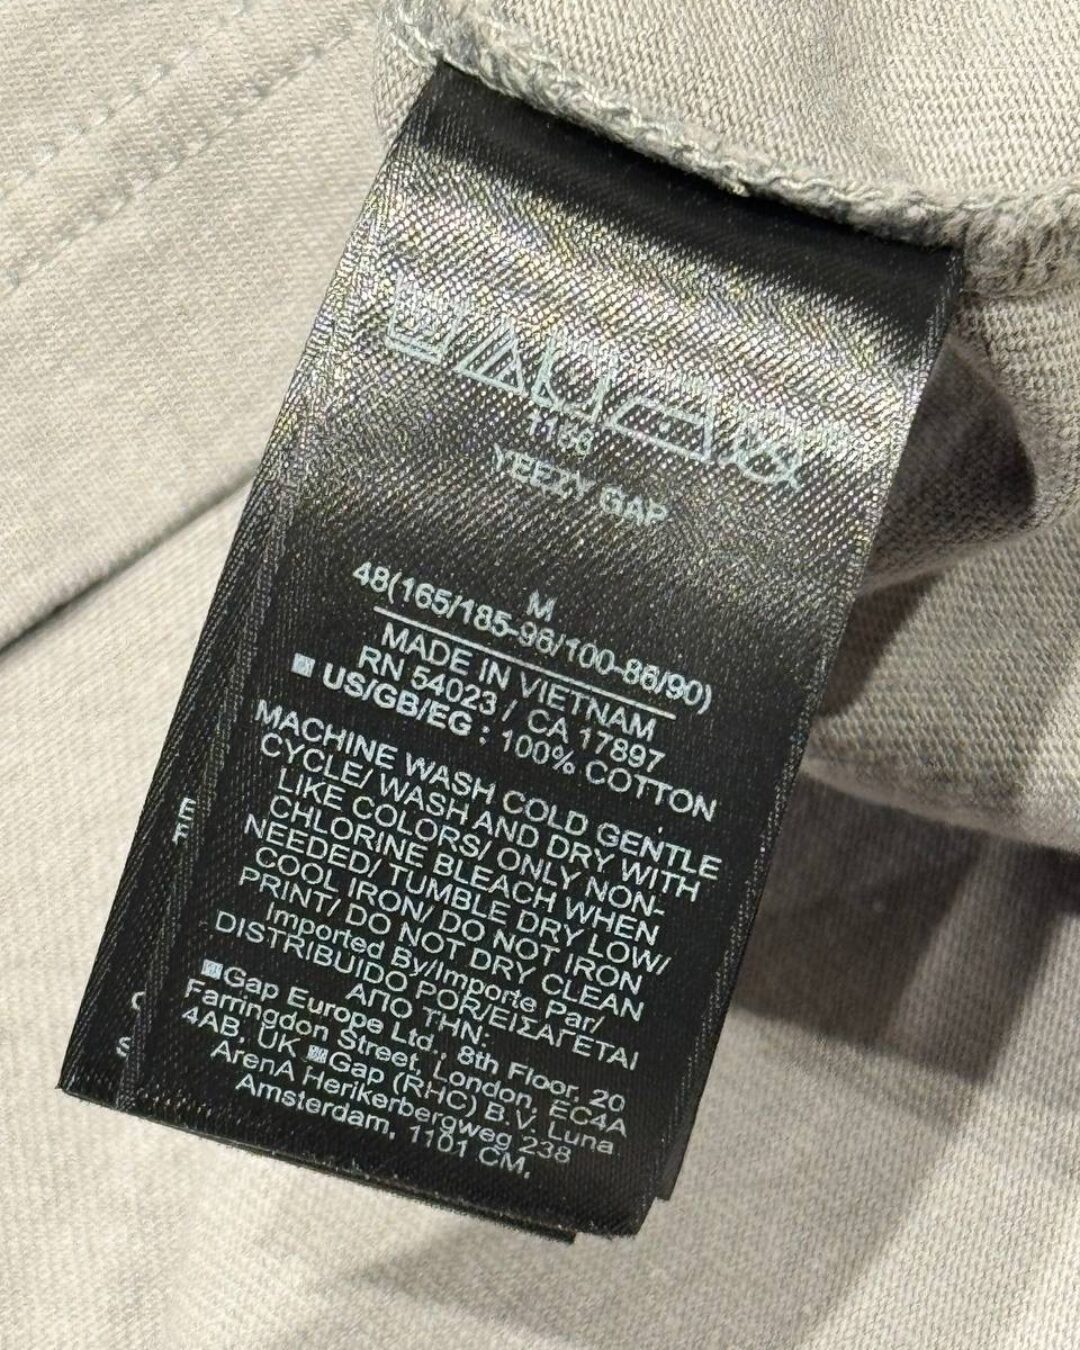 YEEZY GAP
M
48(165/185-96/100-86/90)
MADE IN VIETNAM
RN 54023 / CA 17897
US/GB/EG : 100% COTTON
MACHINE WASH COLD GENTLE
CYCLE/ WASH AND DRY WITH
LIKE COLORS/ ONLY NON-
CHLORINE BLEACH WHEN
NEEDED/ TUMBLE DRY LOW/
COOL IRON/ DO NOT IRON
PRINT/ DO NOT DRY CLEAN
Imported By/Importe Par/
DISTRIBUIDO POR/ΕΙΣΑΓΕΤΑΙ
ΑΠΟ ΤΗΝ:
Gap Europe Ltd., 8th Floor, 20
Farringdon Street, London, EC4A
4AB, UK Gap (RHC) B.V. Luna
ArenA Herikerbergweg 238
Amsterdam, 1101 CM.